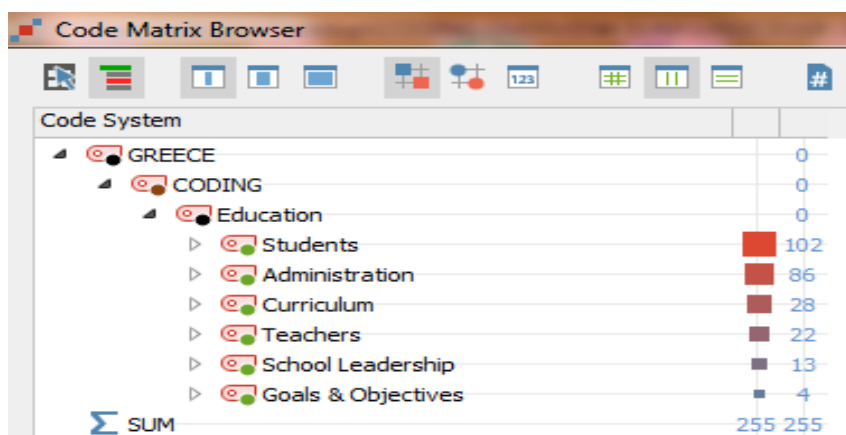 Code Matrix Browser
123
#
Code System
GREECE 0
CODING 0
Education 0
Students 102
Administration 86
Curriculum 28
Teachers 22
School Leadership 13
Goals & Objectives 4
Σ SUM 255 255